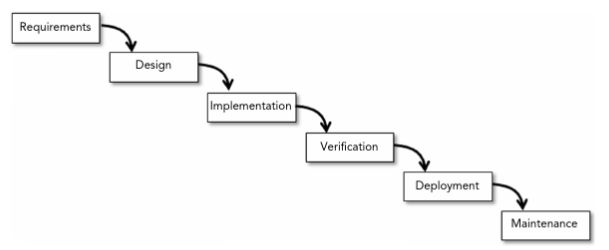 Requirements
Design
Implementation
Verification
Deployment
Maintenance